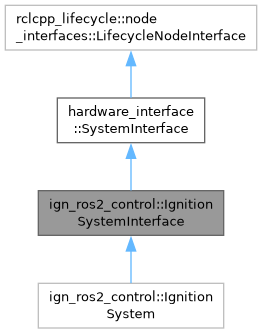 rclcpp_lifecycle::node
_interfaces::LifecycleNodeInterface
hardware_interface
::SystemInterface
ign_ros2_control::Ignition
SystemInterface
ign_ros2_control::Ignition
System